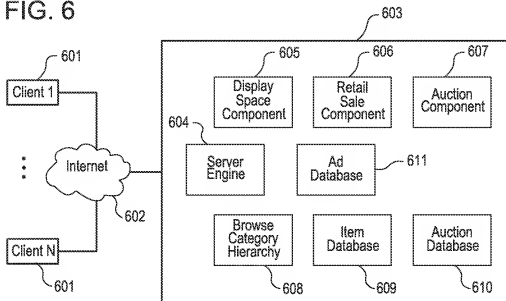 FIG. 6
603
601
605
606
607
Client 1
Display
Space
Component
Retail
Sale
Component
Auction
Component
604
Internet
Server
Engine
Ad
Database
611
602
Client N
Browse
Category
Hierarchy
Item
Database
Auction
Database
601
608
609
610